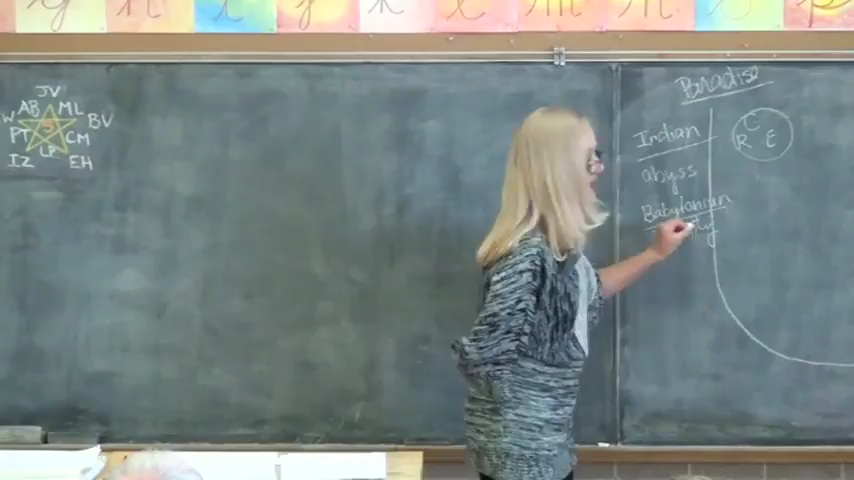 JV
AB ML
W BV
PT S CM
LP
IZ EH
Paradise
Indian
abyss
Babylonian
C
R E